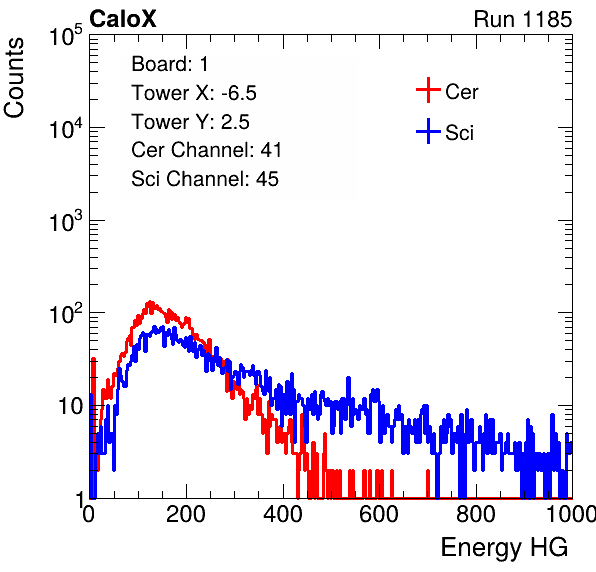 CaloX Run 1185
Counts
Board: 1
Tower X: -6.5
Tower Y: 2.5
Cer Channel: 41
Sci Channel: 45
Cer
Sci
10^5
10^4
10^3
10^2
10
1
0 200 400 600 800 1000
Energy HG